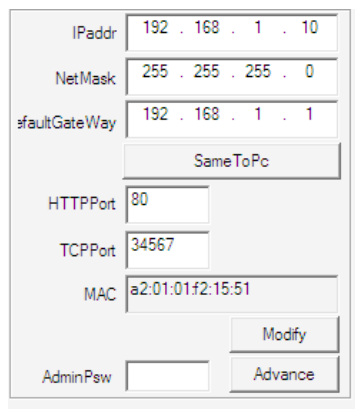 IPaddr 192 . 168 . 1 . 10
NetMask 255 . 255 . 255 . 0
efaultGateWay 192 . 168 . 1 . 1
SameToPc
HTTPPort 80
TCPPort 34567
MAC a2:01:01:f2:15:51
Modify
AdminPsw Advance